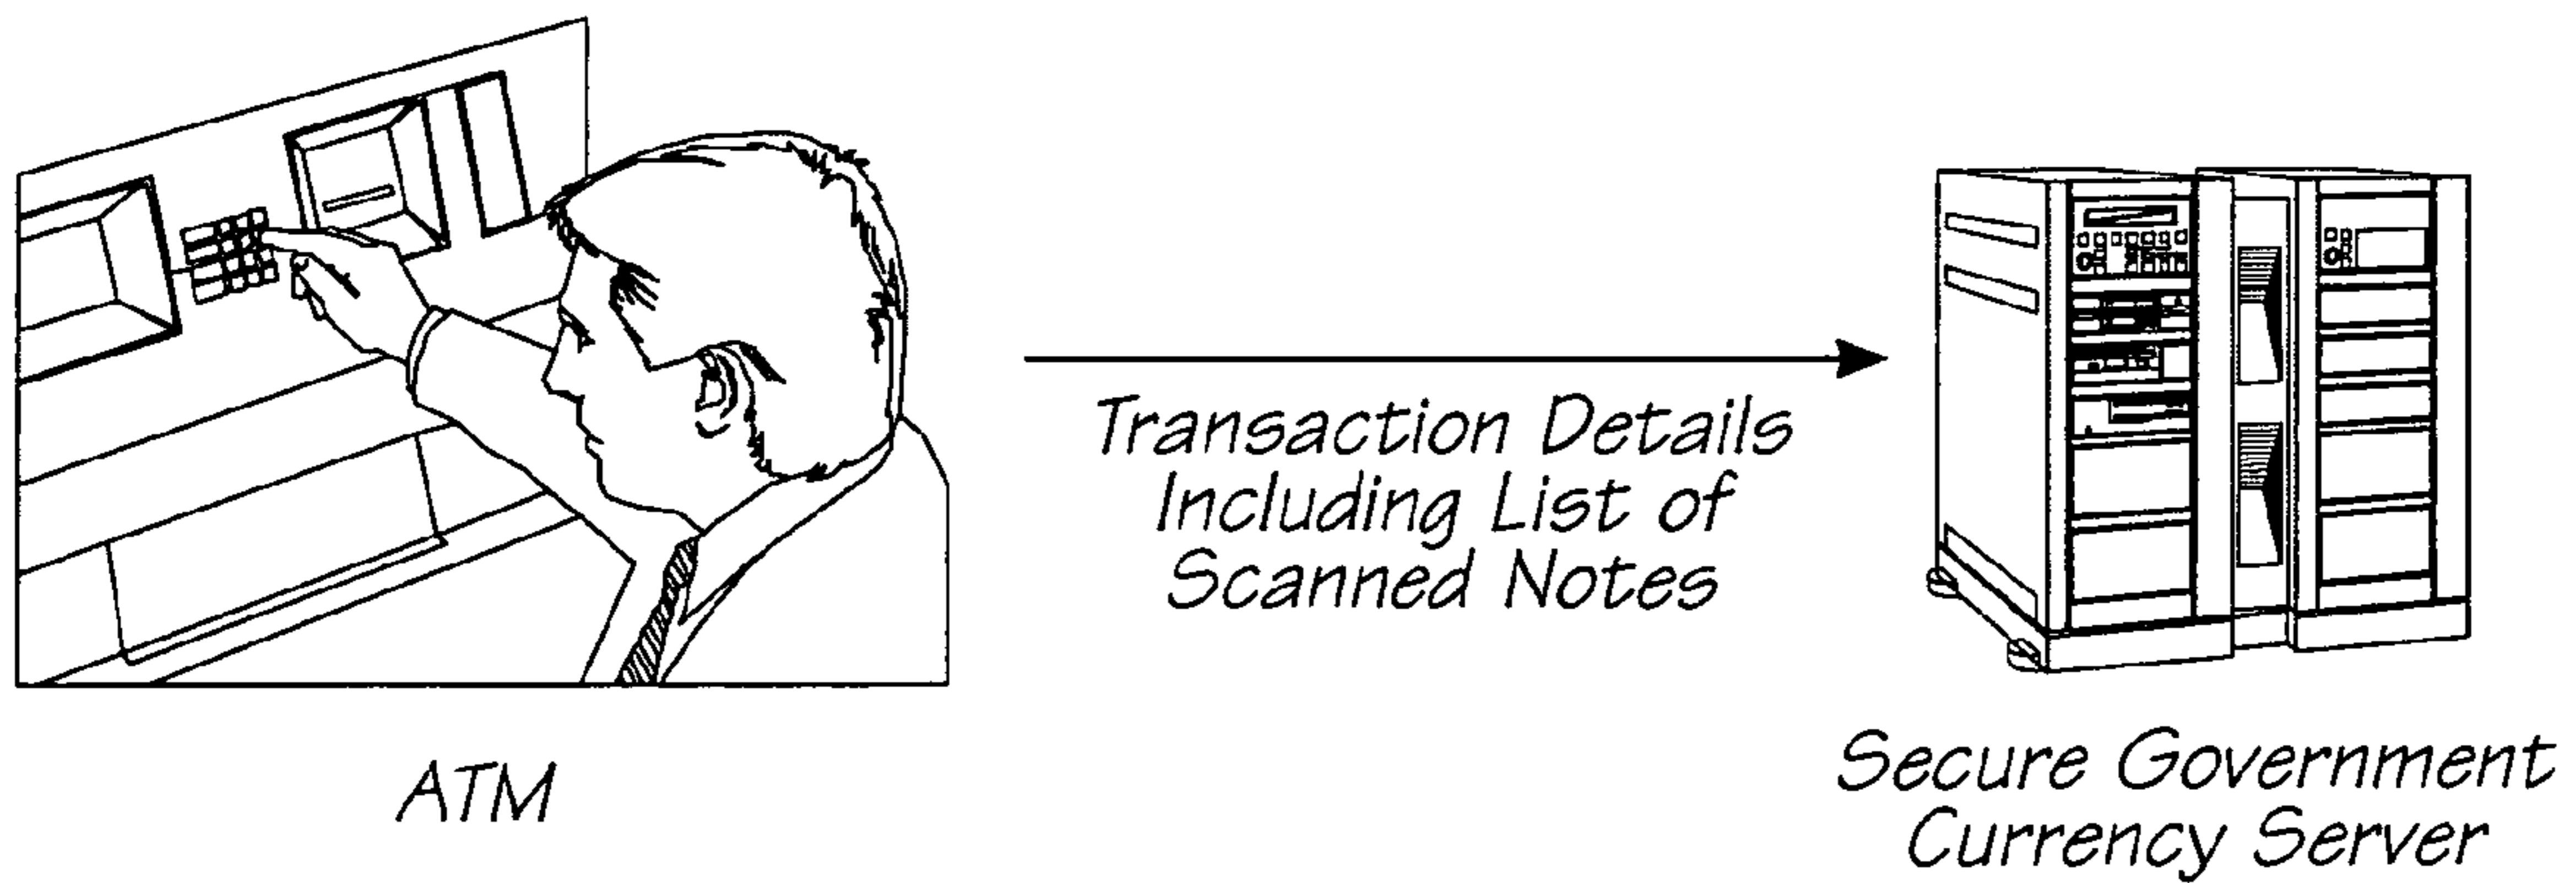 Transaction Details
Including List of
Scanned Notes
ATM
Secure Government
Currency Server